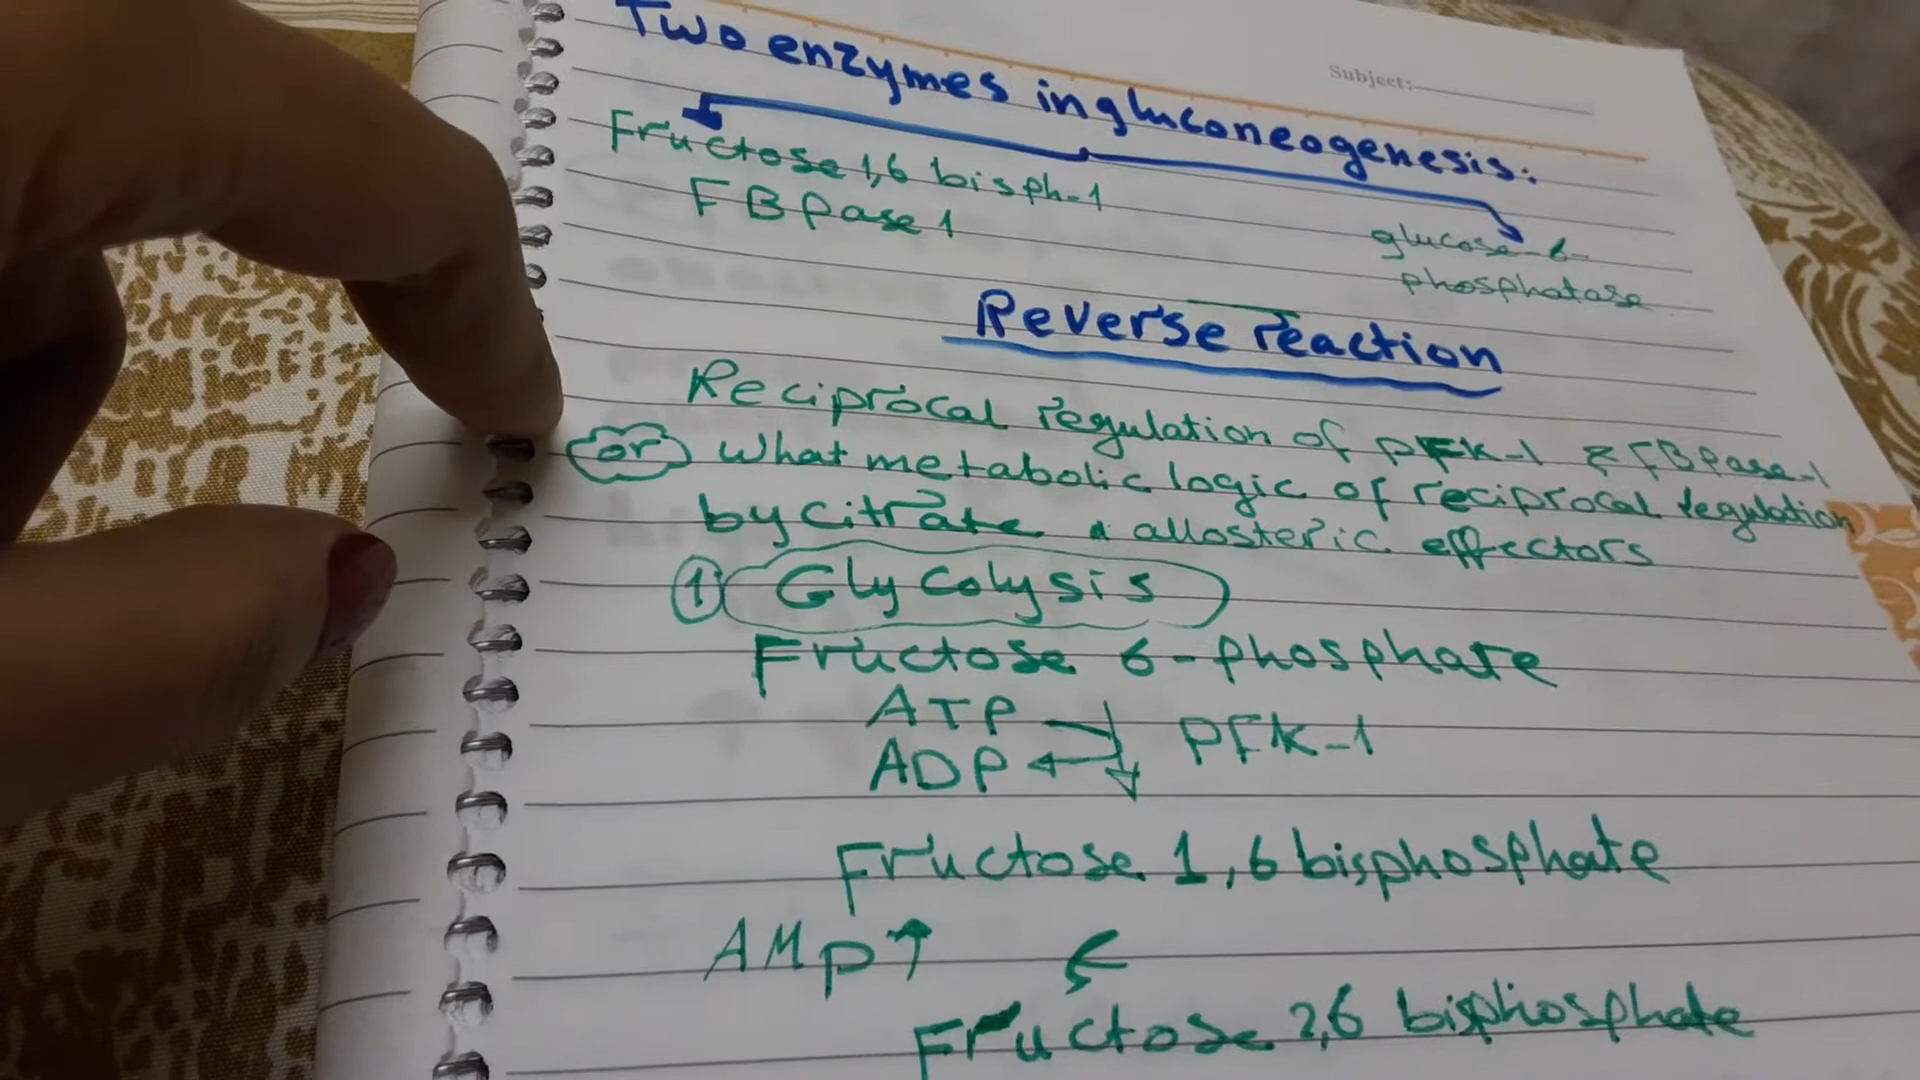 Subject:
Two enzymes in gluconeogenesis:
Fructose 1,6 bisph-1
FBPase 1
glucose-6-
phosphatase
Reverse reaction
Reciprocal regulation of PFK-1 & FBPase-1
or What metabolic logic of reciprocal regulation
by citrate & allosteric effectors
1 Glycolysis
Fructose 6-phosphate
ATP
PFK-1
ADP
Fructose 1,6 bisphosphate
AMP↑
Fructose 2,6 bisphosphate